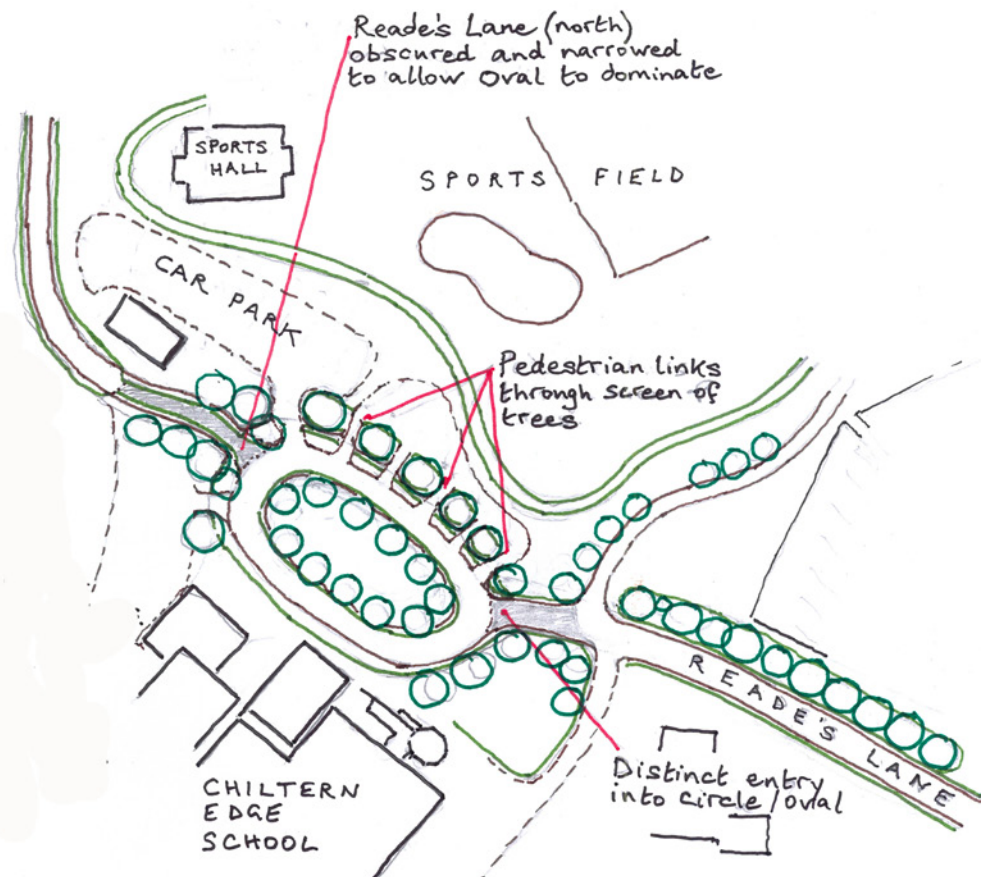 Reade's Lane (north)
obscured and narrowed
to allow Oval to dominate
SPORTS
HALL
SPORTS FIELD
CAR PARK
Pedestrian links
through screen of
trees
READE'S LANE
Distinct entry
into circle/oval
CHILTERN
EDGE
SCHOOL